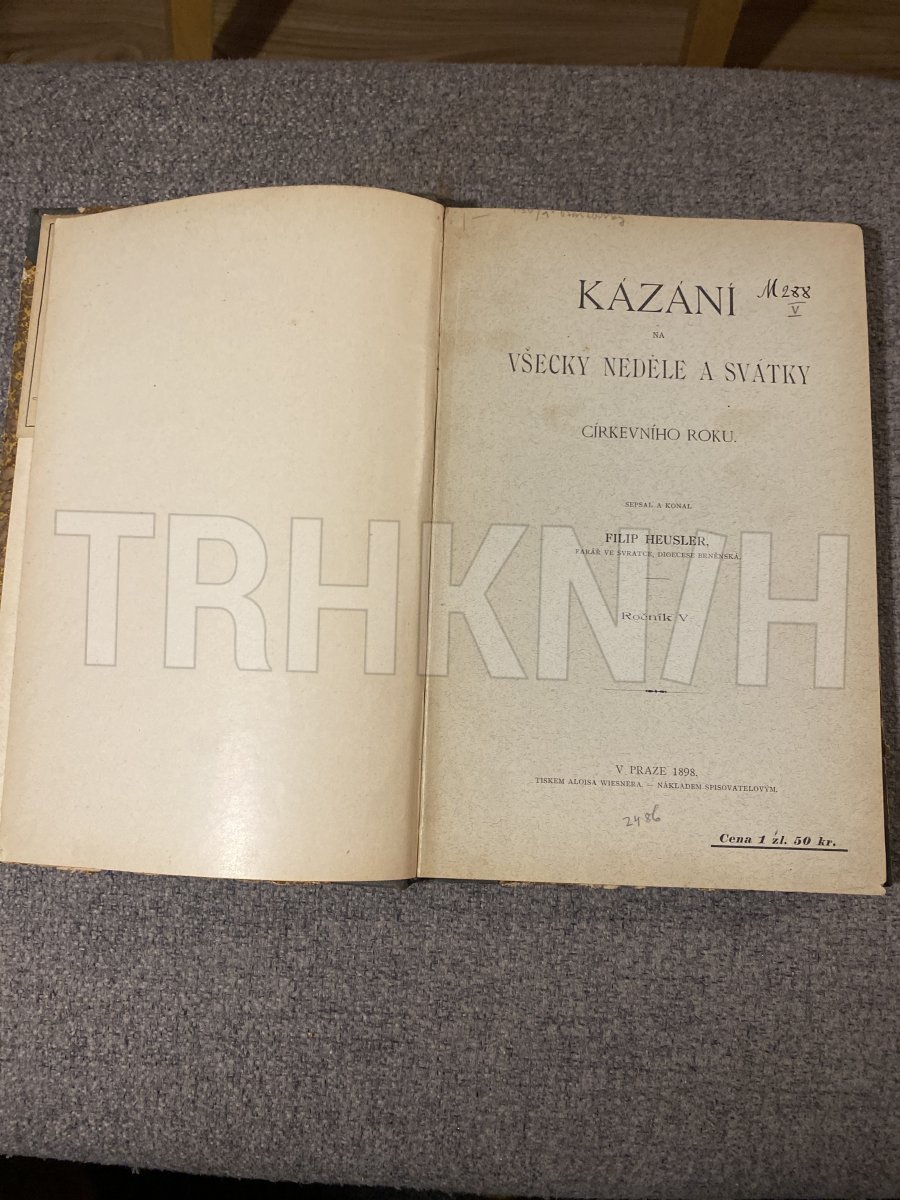 KÁZÁNÍ
M 288
V
NA
VŠECKY NEDĚLE A SVÁTKY
CÍRKEVNÍHO ROKU.
SEPSAL A KONAL
FILIP HEUSLER,
FARÁŘ VE SVRATCE, DIOECESE BRNĚNSKÁ.
TRHKNIH
Ročník V
V PRAZE 1898.
TISKEM ALOISA WIESNERA. — NÁKLADEM SPISOVATELOVÝM.
2486
Cena 1 zl. 50 kr.